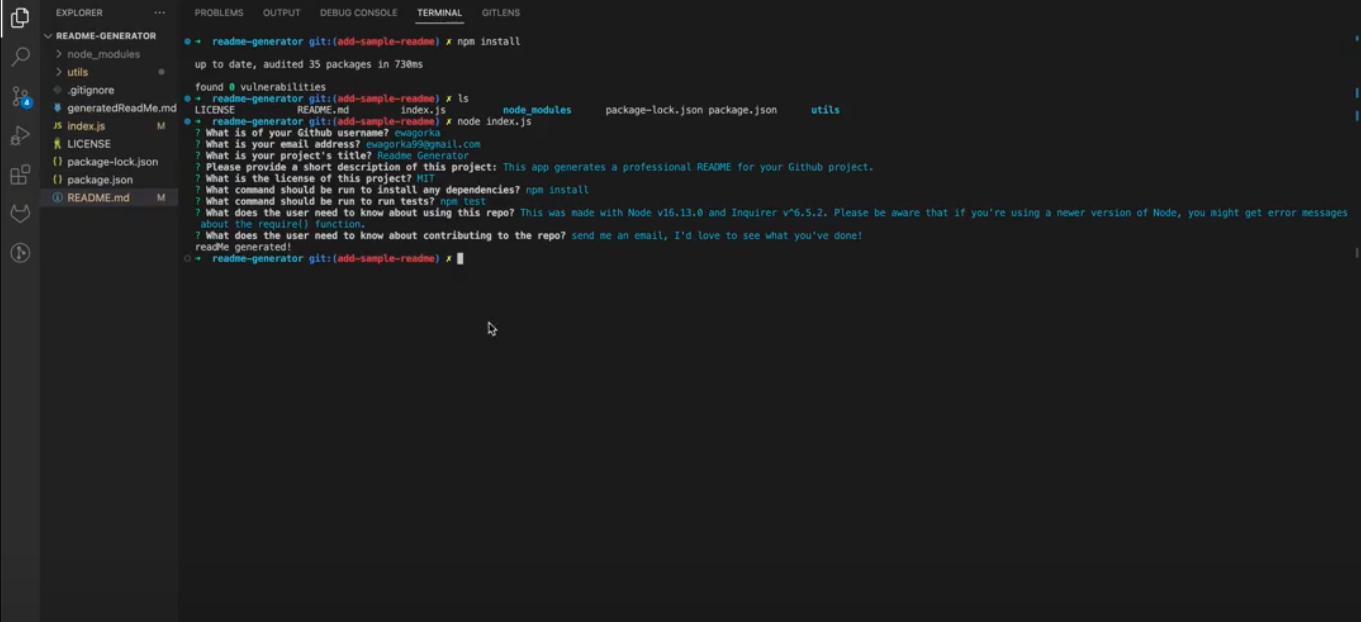 EXPLORER ...
README-GENERATOR
node_modules
utils
.gitignore
generatedReadMe.md
JS index.js M
LICENSE
{} package-lock.json
{} package.json
README.md M
4
PROBLEMS OUTPUT DEBUG CONSOLE TERMINAL GITLENS
➜ readme-generator git:(add-sample-readme) ✗ npm install
up to date, audited 35 packages in 730ms
found 0 vulnerabilities
➜ readme-generator git:(add-sample-readme) ✗ ls
LICENSE README.md index.js node_modules package-lock.json package.json utils
➜ readme-generator git:(add-sample-readme) ✗ node index.js
? What is of your Github username? ewagorka
? What is your email address? ewagorka99@gmail.com
? What is your project's title? Readme Generator
? Please provide a short description of this project: This app generates a professional README for your Github project.
? What is the license of this project? MIT
? What command should be run to install any dependencies? npm install
? What command should be run to run tests? npm test
? What does the user need to know about using this repo? This was made with Node v16.13.0 and Inquirer v^6.5.2. Please be aware that if you're using a newer version of Node, you might get error messages
about the require() function.
? What does the user need to know about contributing to the repo? send me an email, I'd love to see what you've done!
readMe generated!
➜ readme-generator git:(add-sample-readme) ✗